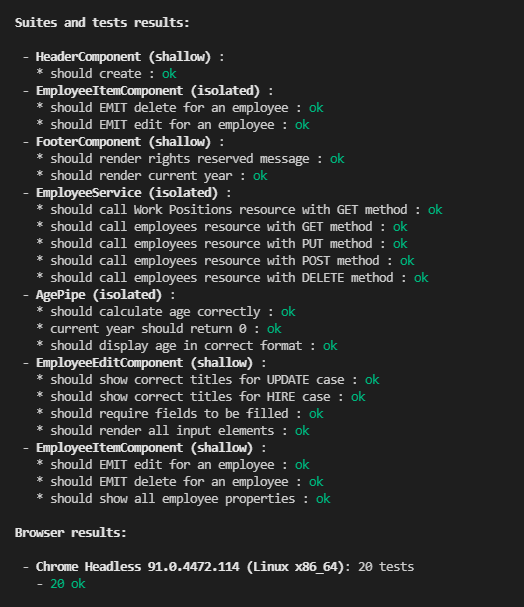 Suites and tests results:
- HeaderComponent (shallow) :
* should create : ok
- EmployeeItemComponent (isolated) :
* should EMIT delete for an employee : ok
* should EMIT edit for an employee : ok
- FooterComponent (shallow) :
* should render rights reserved message : ok
* should render current year : ok
- EmployeeService (isolated) :
* should call Work Positions resource with GET method : ok
* should call employees resource with GET method : ok
* should call employees resource with PUT method : ok
* should call employees resource with POST method : ok
* should call employees resource with DELETE method : ok
- AgePipe (isolated) :
* should calculate age correctly : ok
* current year should return 0 : ok
* should display age in correct format : ok
- EmployeeEditComponent (shallow) :
* should show correct titles for UPDATE case : ok
* should show correct titles for HIRE case : ok
* should require fields to be filled : ok
* should render all input elements : ok
- EmployeeItemComponent (shallow) :
* should EMIT edit for an employee : ok
* should EMIT delete for an employee : ok
* should show all employee properties : ok
Browser results:
- Chrome Headless 91.0.4472.114 (Linux x86_64): 20 tests
- 20 ok